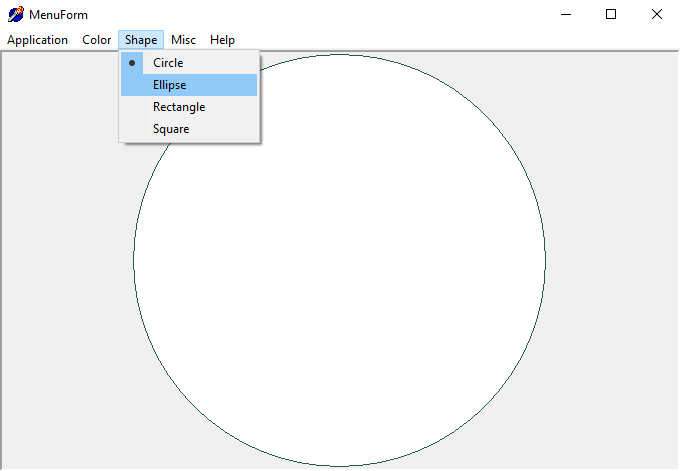 MenuForm
Application Color Shape Misc Help
Circle
Ellipse
Rectangle
Square